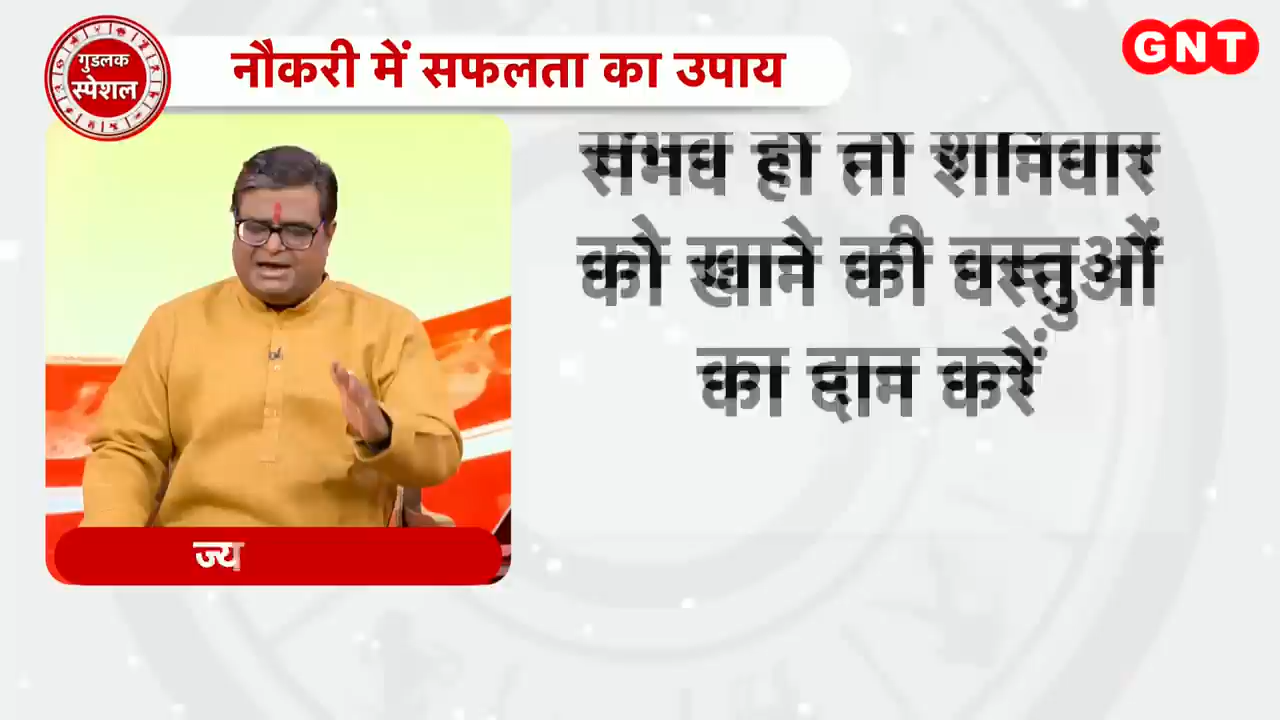 गुडलक
स्पेशल
नौकरी में सफलता का उपाय
GNT
संभव हो तो शनिवार
को खाने की वस्तुओं
का दान करें
ज्य